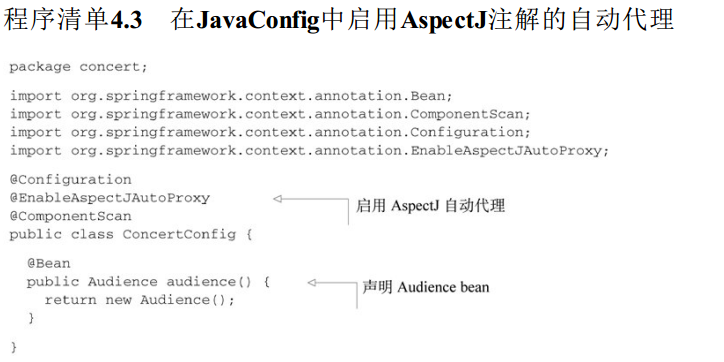 程序清单4.3 在JavaConfig中启用AspectJ注解的自动代理
package concert;
import org.springframework.context.annotation.Bean;
import org.springframework.context.annotation.ComponentScan;
import org.springframework.context.annotation.Configuration;
import org.springframework.context.annotation.EnableAspectJAutoProxy;
@Configuration
@EnableAspectJAutoProxy
启用 AspectJ 自动代理
@ComponentScan
public class ConcertConfig {
@Bean
public Audience audience() {
声明 Audience bean
return new Audience();
}
}